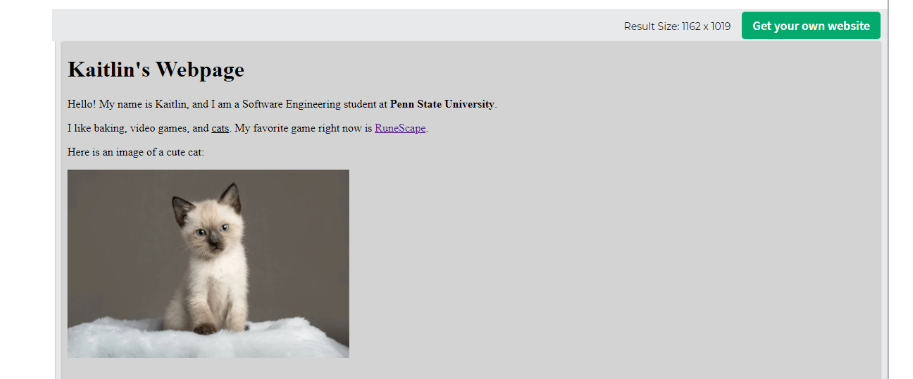 Result Size: 1162 x 1019 Get your own website
Kaitlin's Webpage
Hello! My name is Kaitlin, and I am a Software Engineering student at Penn State University.
I like baking, video games, and cats. My favorite game right now is RuneScape.
Here is an image of a cute cat: